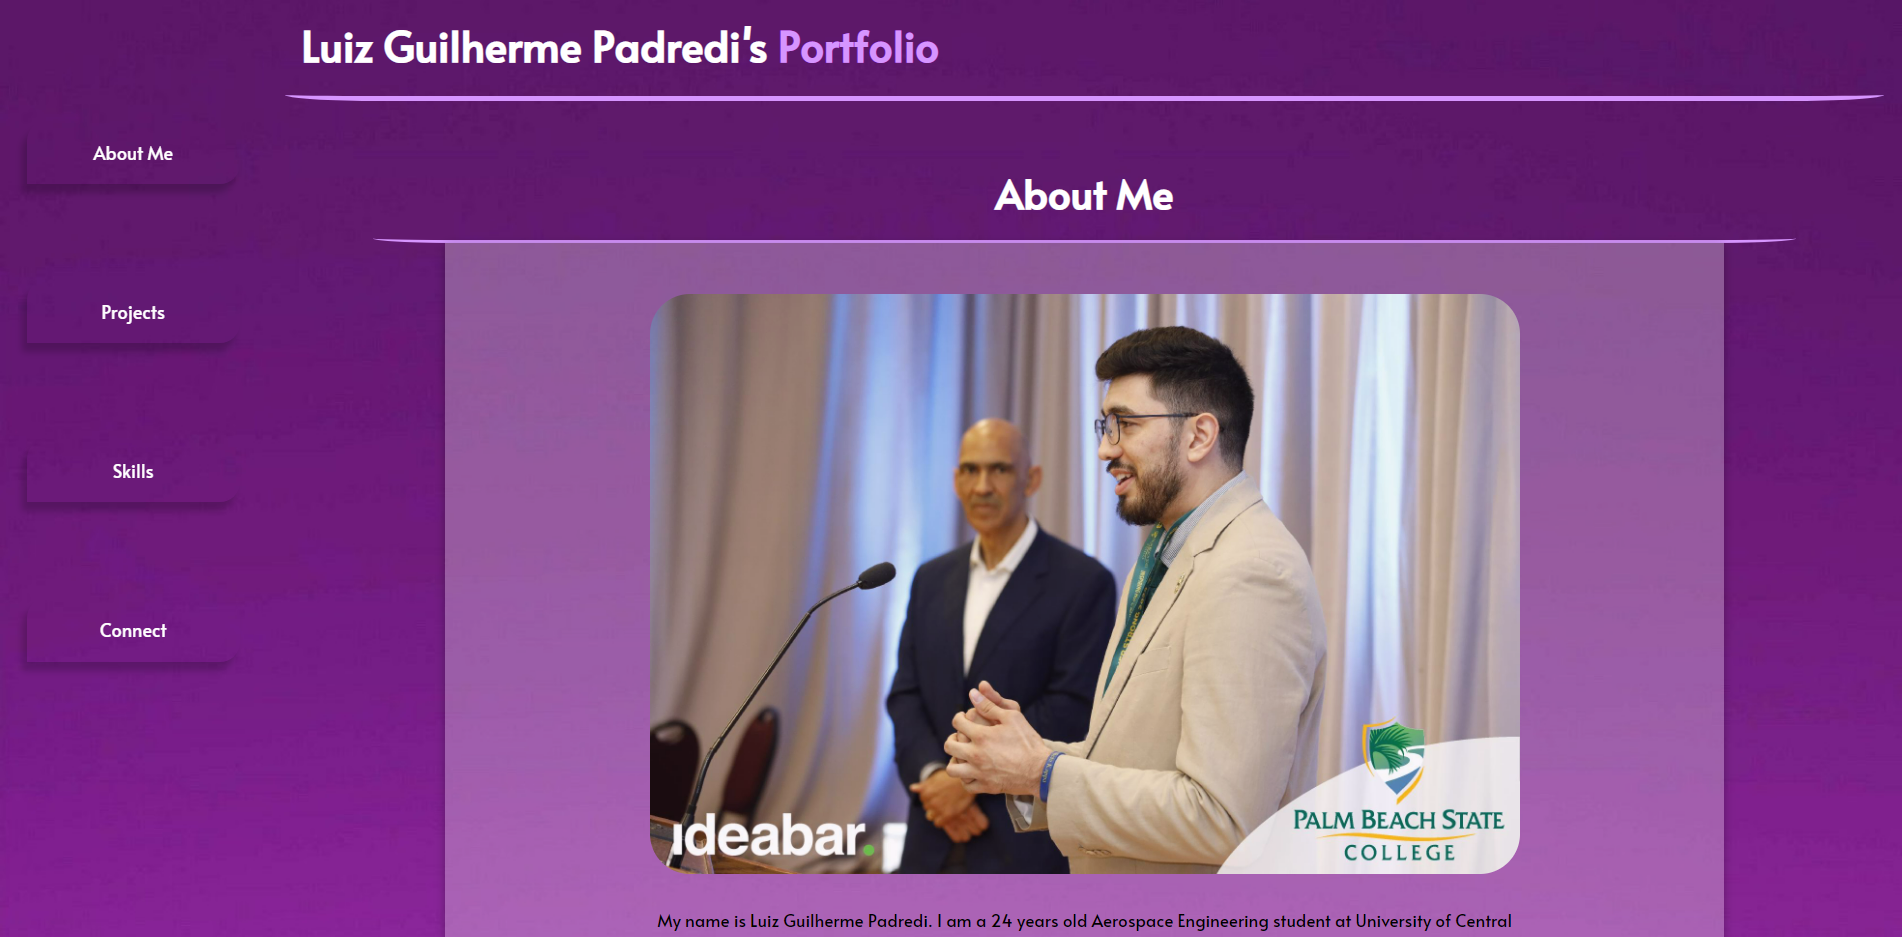 Luiz Guilherme Padredi's Portfolio
About Me
Projects
Skills
Connect
About Me
ideabar.
PALM BEACH STATE
COLLEGE
My name is Luiz Guilherme Padredi. I am a 24 years old Aerospace Engineering student at University of Central